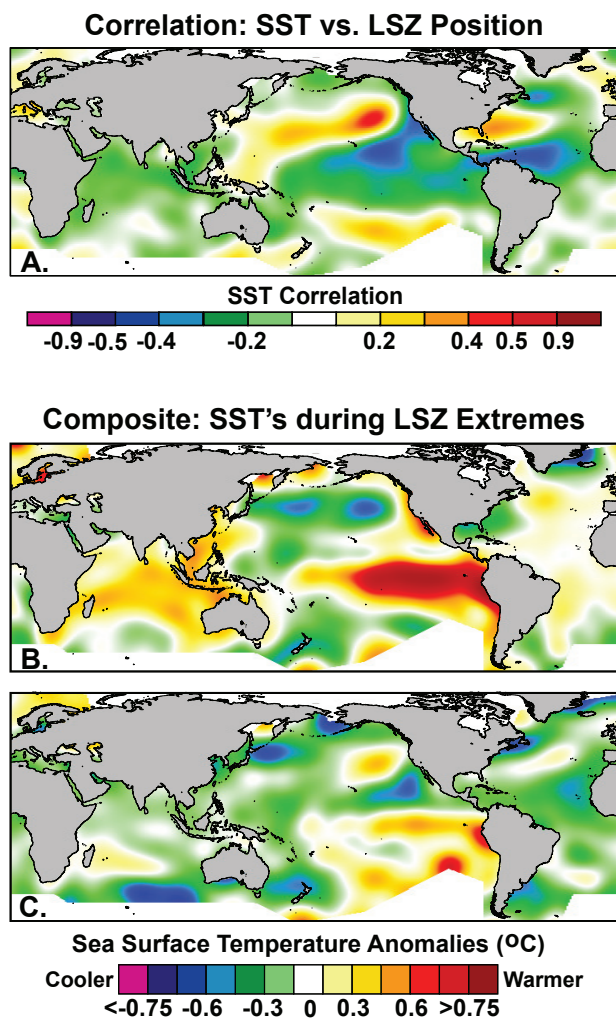 Correlation: SST vs. LSZ Position
A.
SST Correlation
-0.9 -0.5 -0.4 -0.2 0.2 0.4 0.5 0.9
Composite: SST's during LSZ Extremes
B.
C.
Sea Surface Temperature Anomalies (ºC)
Cooler Warmer
<-0.75 -0.6 -0.3 0 0.3 0.6 >0.75